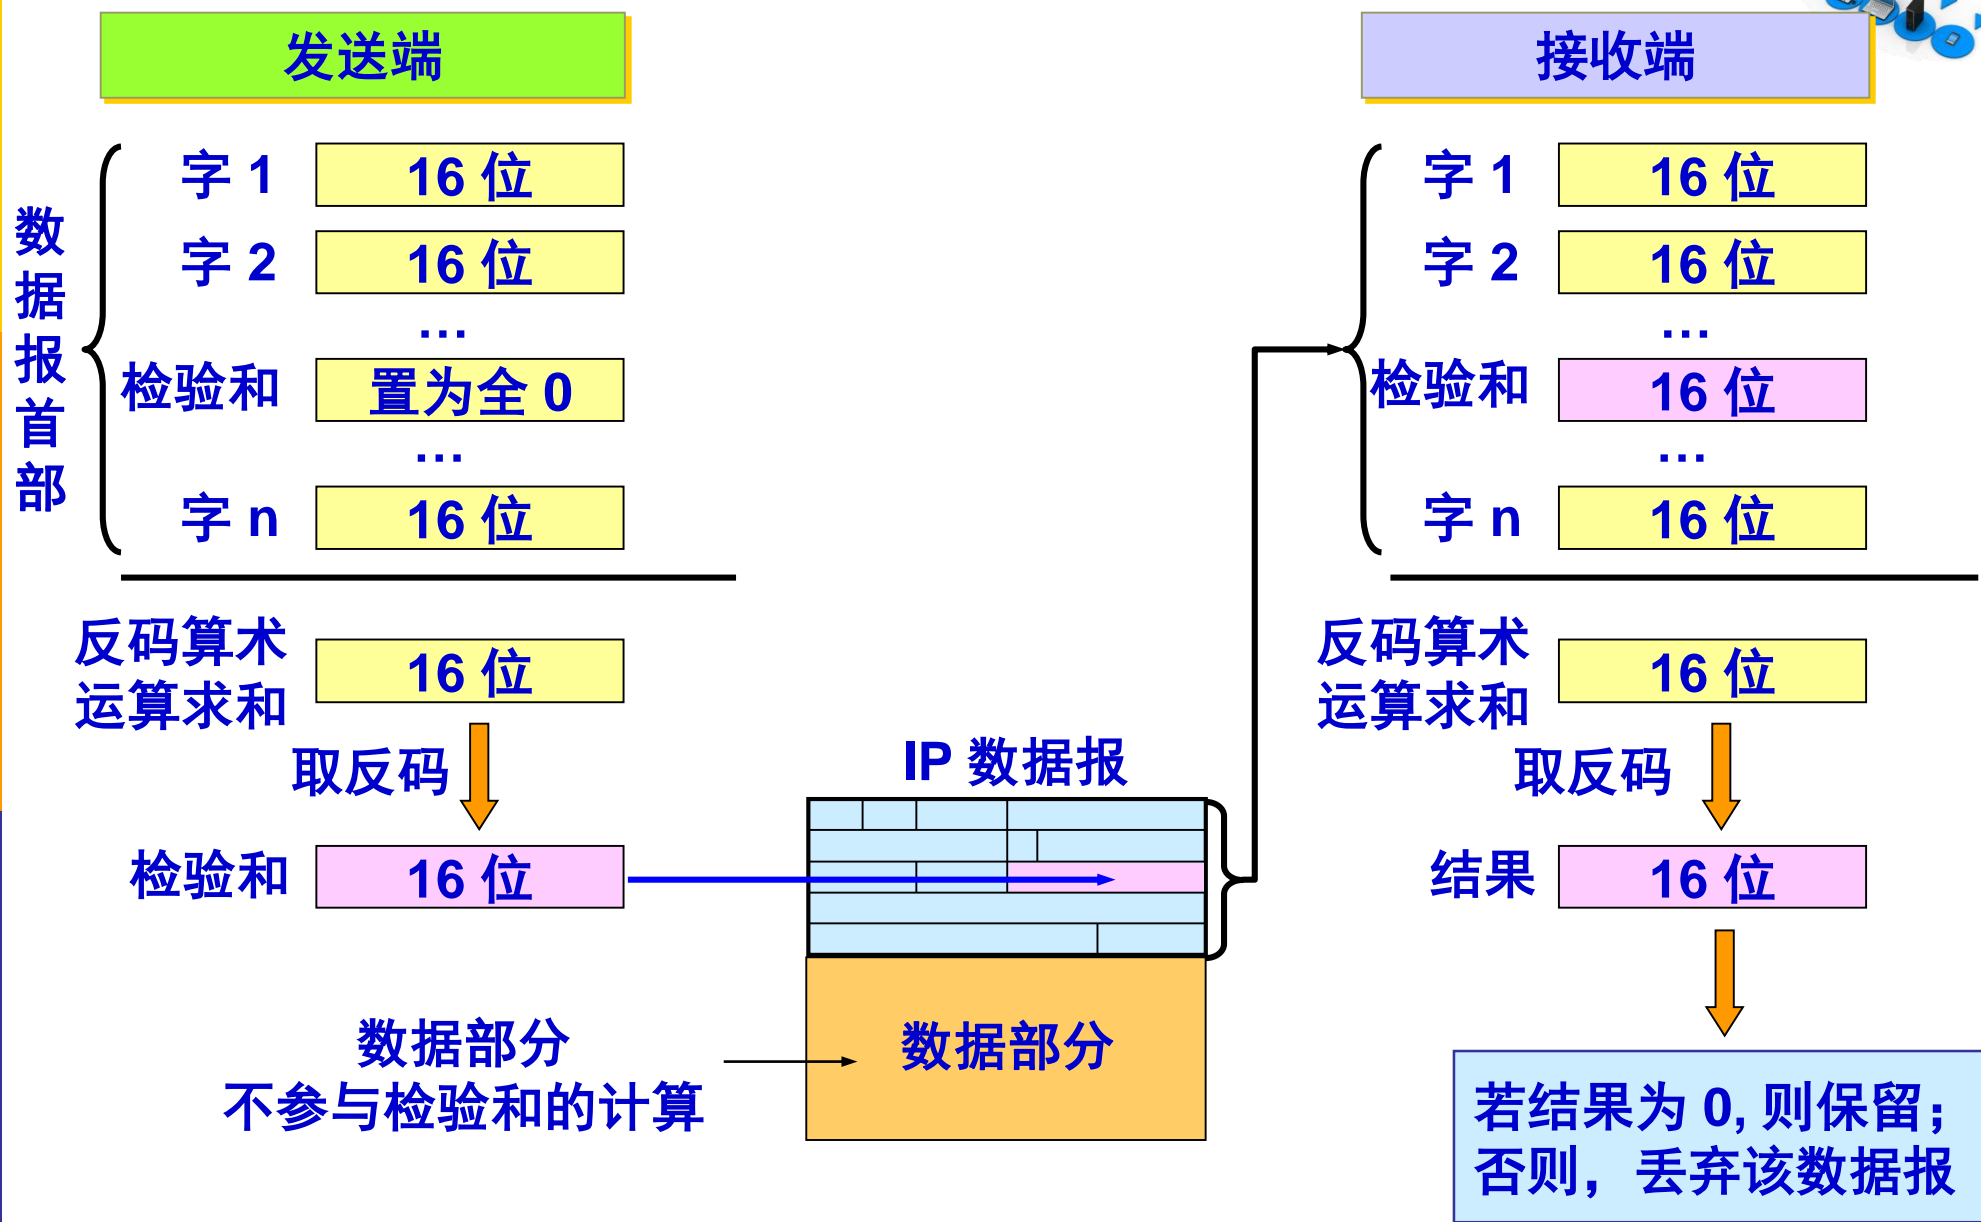 发送端
数据报首部
字 1
16 位
字 2
16 位
…
检验和
置为全 0
…
字 n
16 位
反码算术
运算求和
16 位
取反码
检验和
16 位
数据部分
不参与检验和的计算
IP 数据报
数据部分
接收端
字 1
16 位
字 2
16 位
…
检验和
16 位
…
字 n
16 位
反码算术
运算求和
16 位
取反码
结果
16 位
若结果为 0, 则保留；
否则，丢弃该数据报